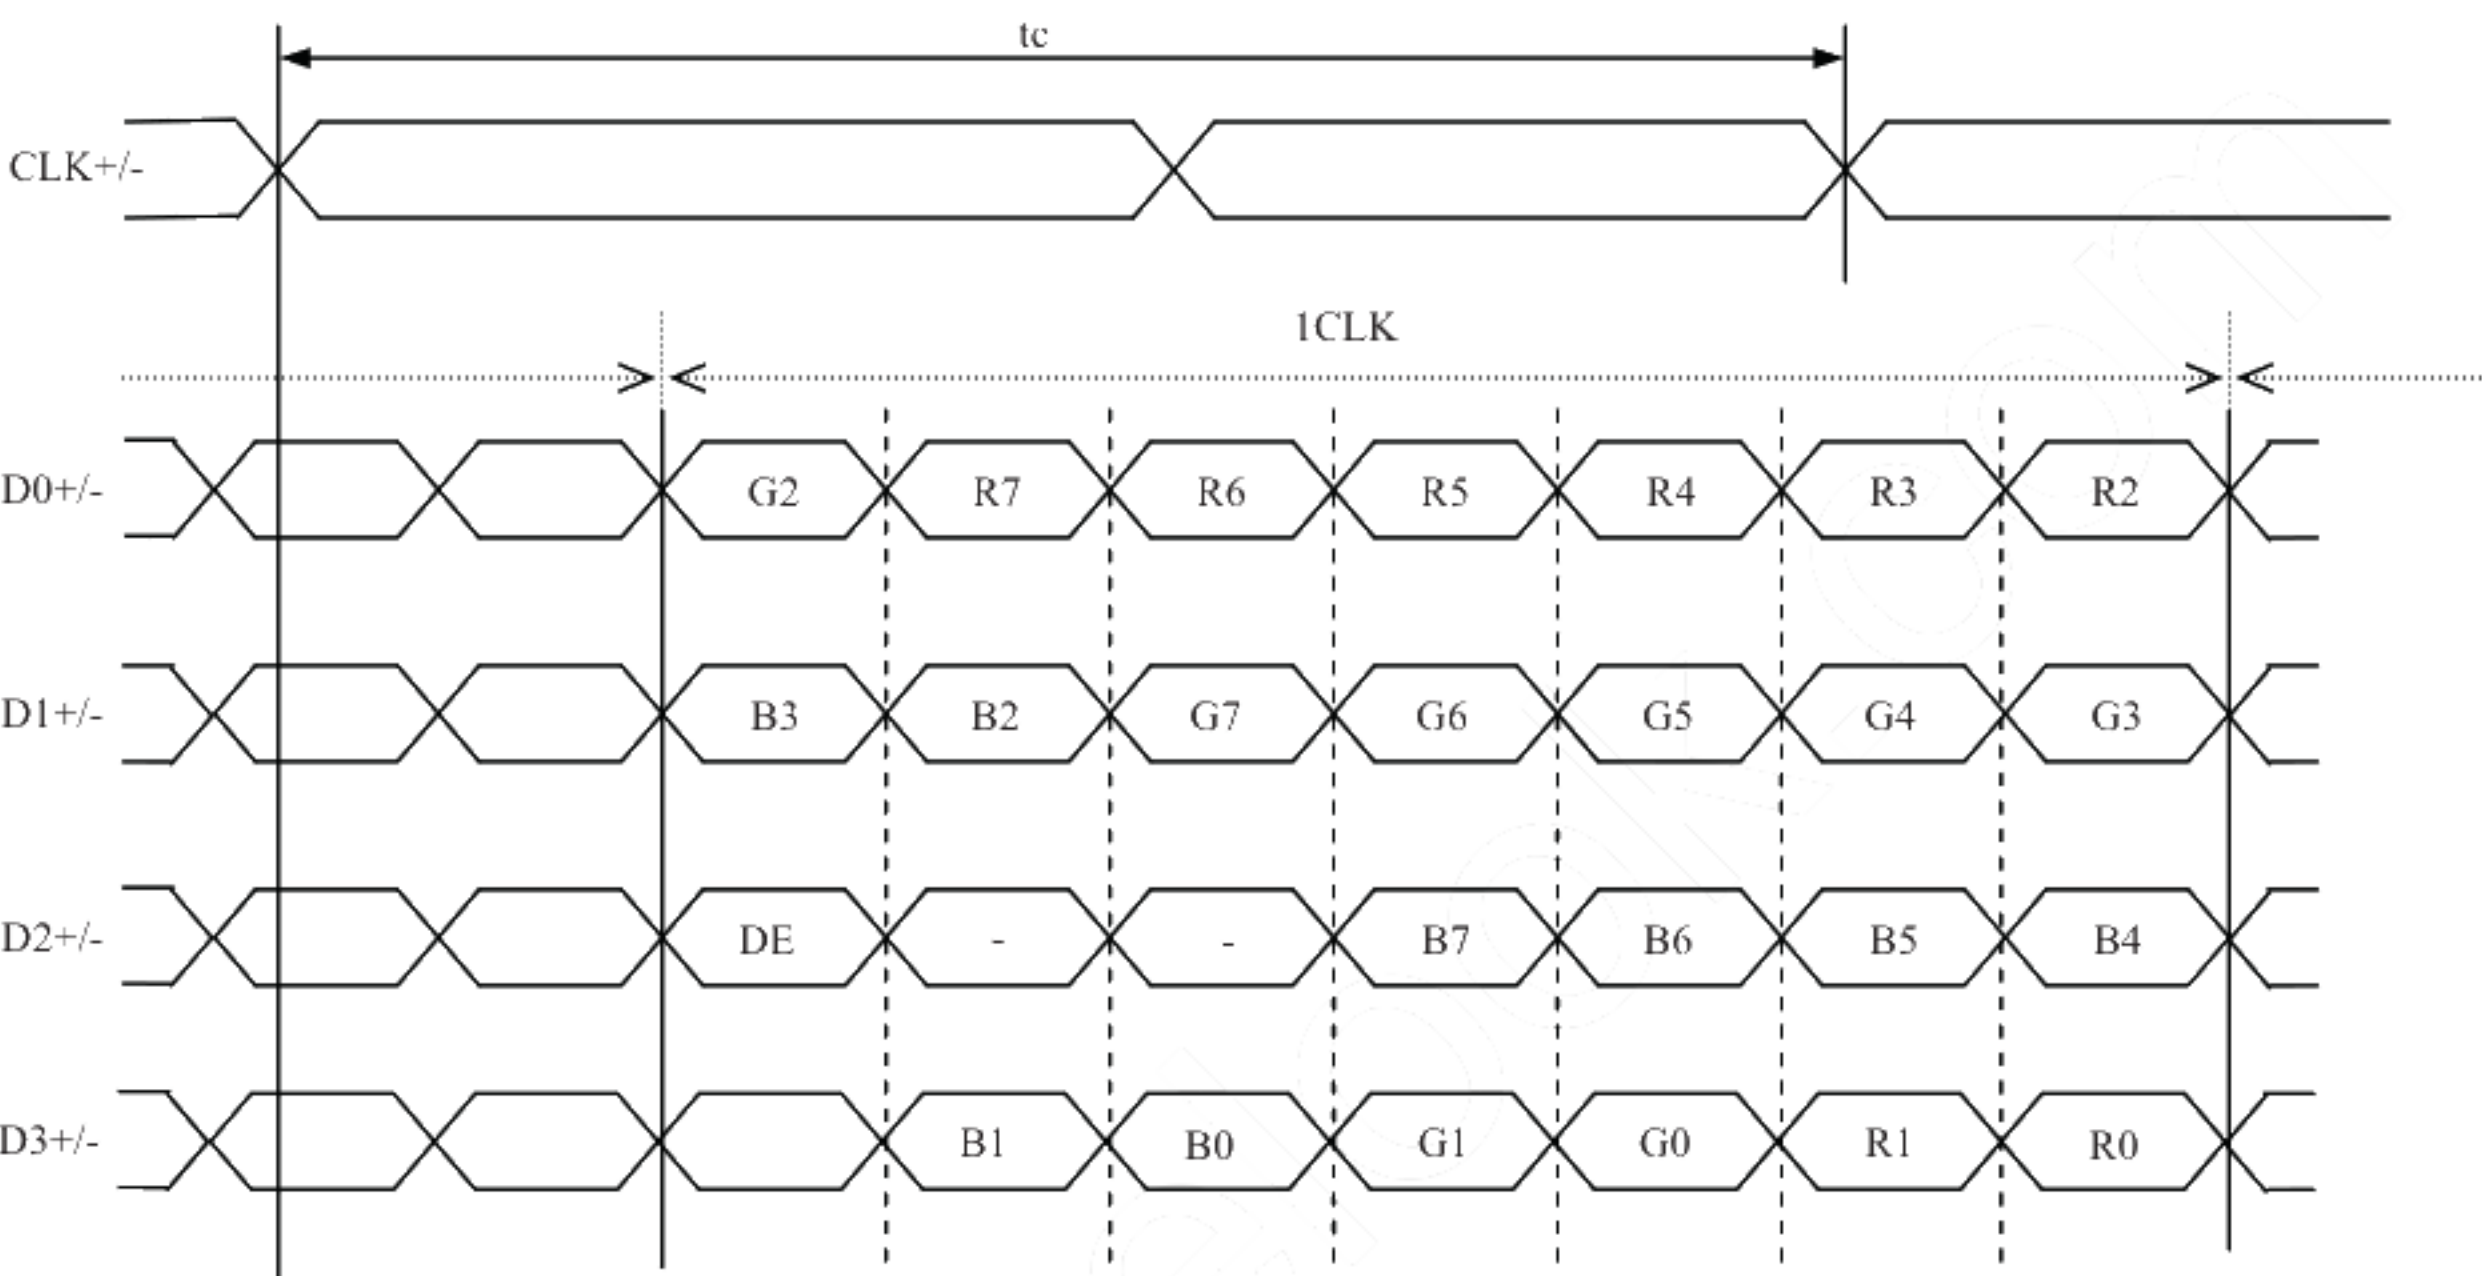 tc
CLK+/-
1CLK
D0+/- G2 R7 R6 R5 R4 R3 R2
D1+/- B3 B2 G7 G6 G5 G4 G3
D2+/- DE - - B7 B6 B5 B4
D3+/- B1 B0 G1 G0 R1 R0